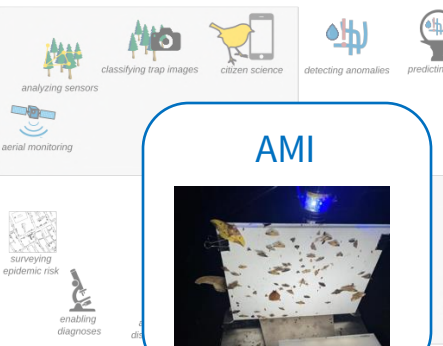 analyzing sensors
classifying trap images
citizen science
detecting anomalies
aerial monitoring
AMI
surveying
epidemic risk
enabling
diagnoses